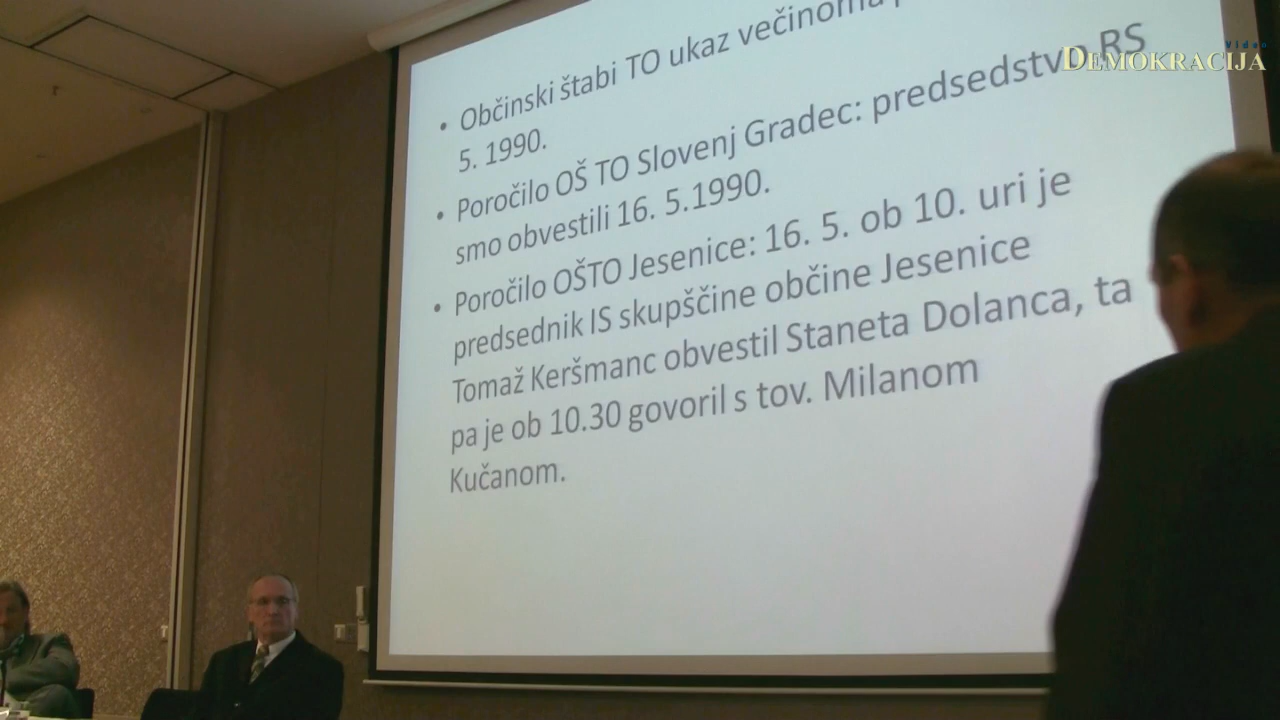 Občinski štabi TO ukaz večinoma
5. 1990.
Poročilo OŠ TO Slovenj Gradec: predsedstvo RS
smo obvestili 16. 5.1990.
Poročilo OŠTO Jesenice: 16. 5. ob 10. uri je
predsednik IS skupščine občine Jesenice
Tomaž Keršmanc obvestil Staneta Dolanca, ta
pa je ob 10.30 govoril s tov. Milanom
Kučanom.
Video
DEMOKRACIJA